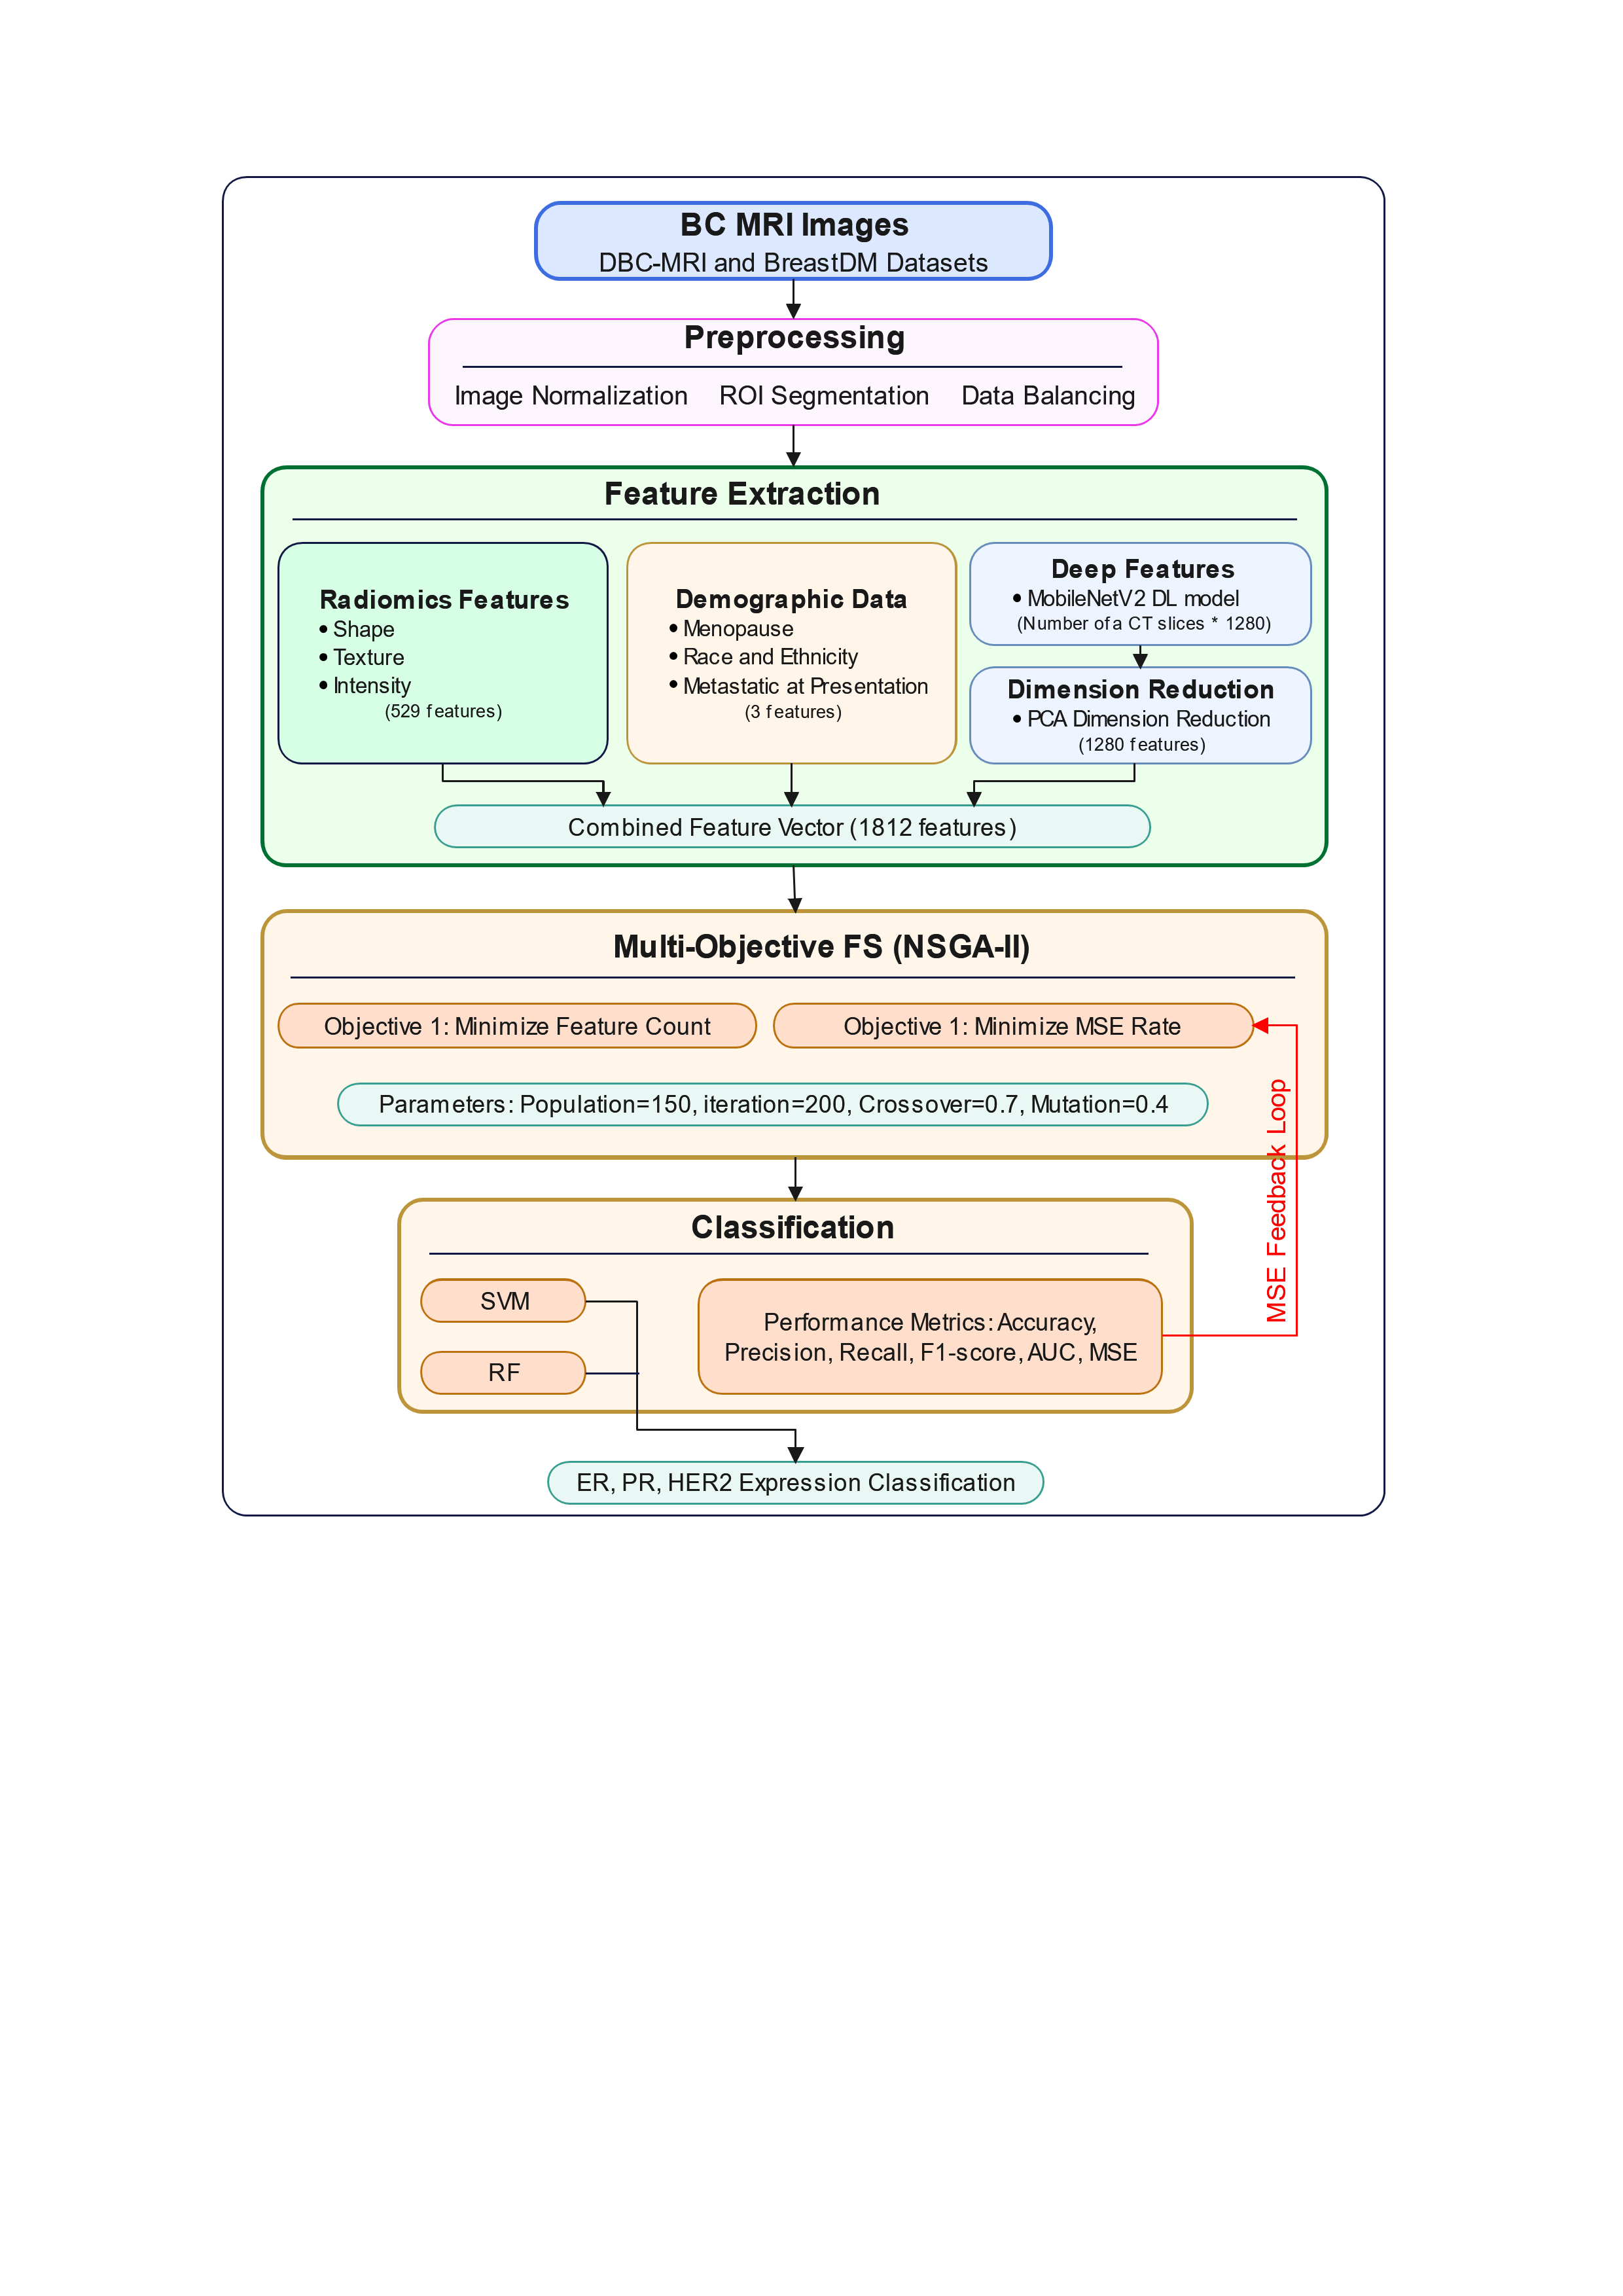 BC MRI Images
DBC-MRI and BreastDM Datasets
Preprocessing
Image Normalization ROI Segmentation Data Balancing
Feature Extraction
Radiomics Features
• Shape
• Texture
• Intensity
(529 features)
Demographic Data
• Menopause
• Race and Ethnicity
• Metastatic at Presentation
(3 features)
Deep Features
• MobileNetV2 DL model
(Number of a CT slices * 1280)
Dimension Reduction
• PCA Dimension Reduction
(1280 features)
Combined Feature Vector (1812 features)
Multi-Objective FS (NSGA-II)
Objective 1: Minimize Feature Count
Objective 1: Minimize MSE Rate
Parameters: Population=150, iteration=200, Crossover=0.7, Mutation=0.4
MSE Feedback Loop
Classification
SVM
RF
Performance Metrics: Accuracy,
Precision, Recall, F1-score, AUC, MSE
ER, PR, HER2 Expression Classification